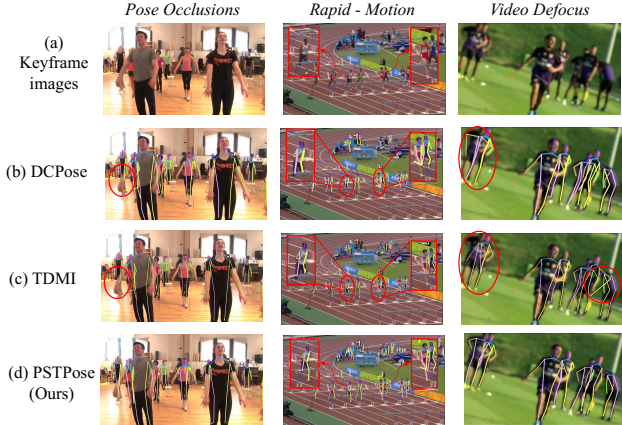 Pose Occlusions
Rapid - Motion
Video Defocus
(a)
Keyframe
images
(b) DCPose
(c) TDMI
(d) PSTPose
(Ours)